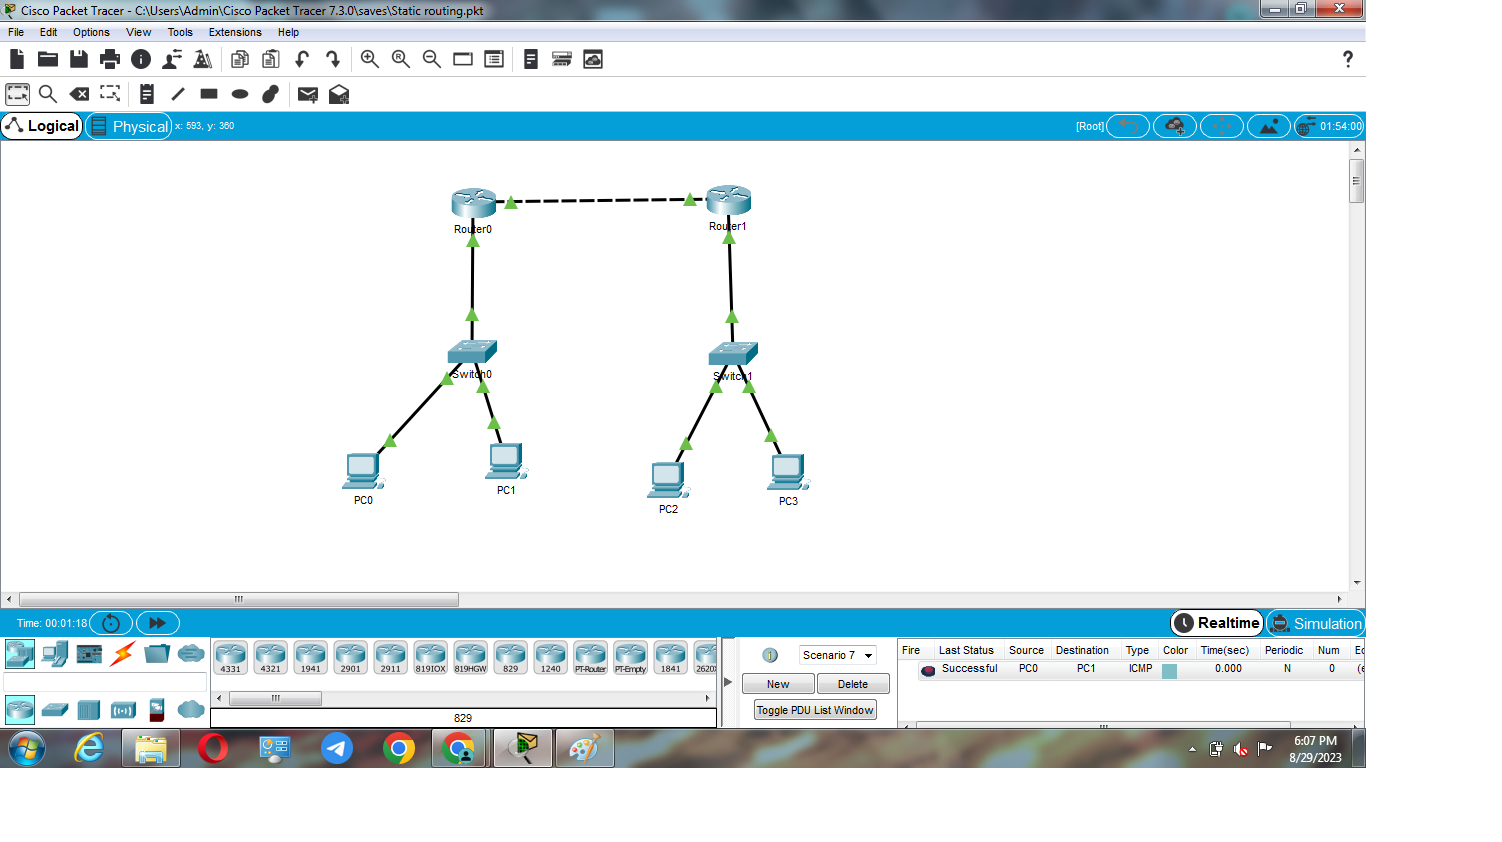 Cisco Packet Tracer - C:\Users\Admin\Cisco Packet Tracer 7.3.0\saves\Static routing.pkt
File Edit Options View Tools Extensions Help
Logical Physical x: 593, y: 360 [Root] 01:54:00
Router0
Router1
Switch0
Switch1
PC0
PC1
PC2
PC3
Time: 00:01:18 Realtime Simulation
4331 4321 1941 2901 2911 819IOX 819HGW 829 1240 PT-Router PT-Empty 1841 2620X
829
Scenario 7
New Delete
Toggle PDU List Window
Fire Last Status Source Destination Type Color Time(sec) Periodic Num Ed
Successful PC0 PC1 ICMP 0.000 N 0 (e
6:07 PM
8/29/2023